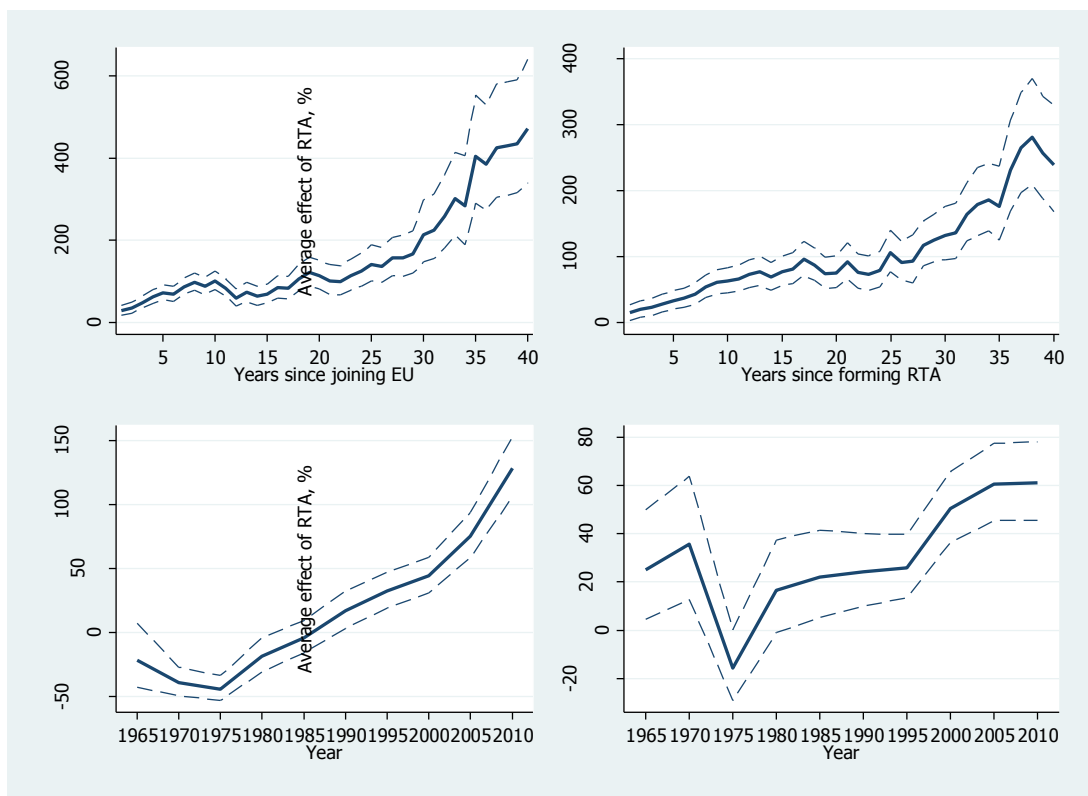 600
400
200
0
Average effect of RTA, %
5 10 15 20 25 30 35 40
Years since joining EU
400
300
200
100
0
5 10 15 20 25 30 35 40
Years since forming RTA
150
100
50
0
-50
Average effect of RTA, %
1965 1970 1975 1980 1985 1990 1995 2000 2005 2010
Year
80
60
40
20
0
-20
1965 1970 1975 1980 1985 1990 1995 2000 2005 2010
Year